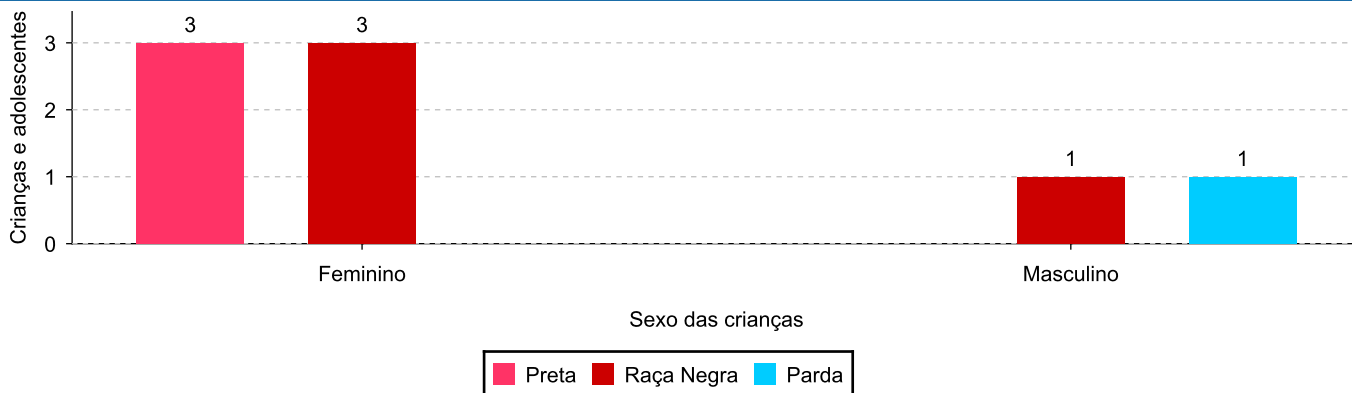 Crianças e adolescentes
3
2
1
0
3
3
1
1
Feminino
Masculino
Sexo das crianças
Preta
Raça Negra
Parda